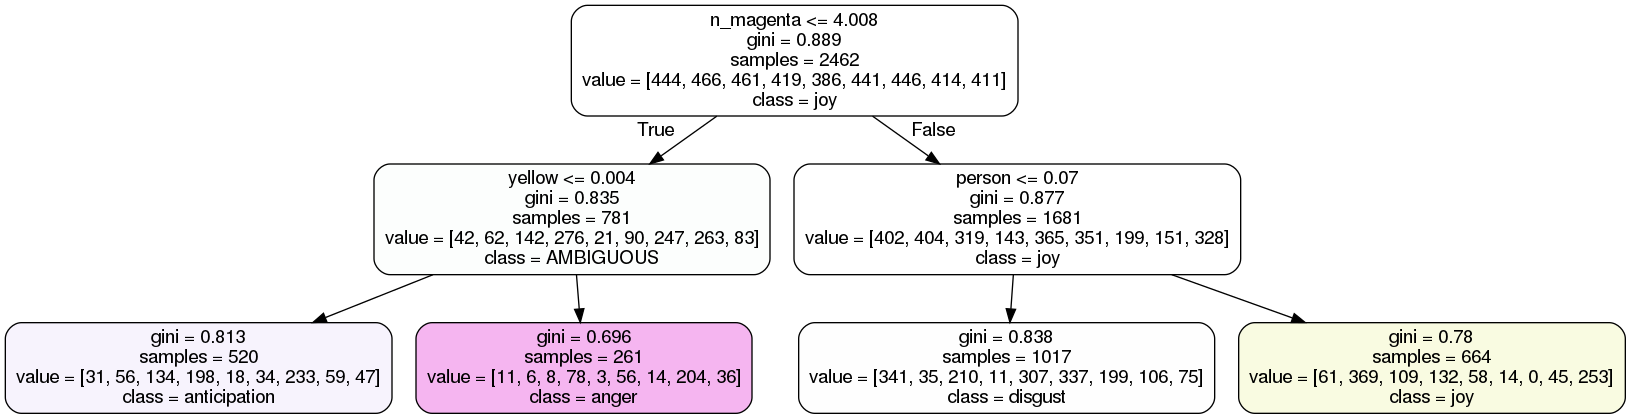 n_magenta <= 4.008
gini = 0.889
samples = 2462
value = [444, 466, 461, 419, 386, 441, 446, 414, 411]
class = joy
True
False
yellow <= 0.004
gini = 0.835
samples = 781
value = [42, 62, 142, 276, 21, 90, 247, 263, 83]
class = AMBIGUOUS
person <= 0.07
gini = 0.877
samples = 1681
value = [402, 404, 319, 143, 365, 351, 199, 151, 328]
class = joy
gini = 0.813
samples = 520
value = [31, 56, 134, 198, 18, 34, 233, 59, 47]
class = anticipation
gini = 0.696
samples = 261
value = [11, 6, 8, 78, 3, 56, 14, 204, 36]
class = anger
gini = 0.838
samples = 1017
value = [341, 35, 210, 11, 307, 337, 199, 106, 75]
class = disgust
gini = 0.78
samples = 664
value = [61, 369, 109, 132, 58, 14, 0, 45, 253]
class = joy